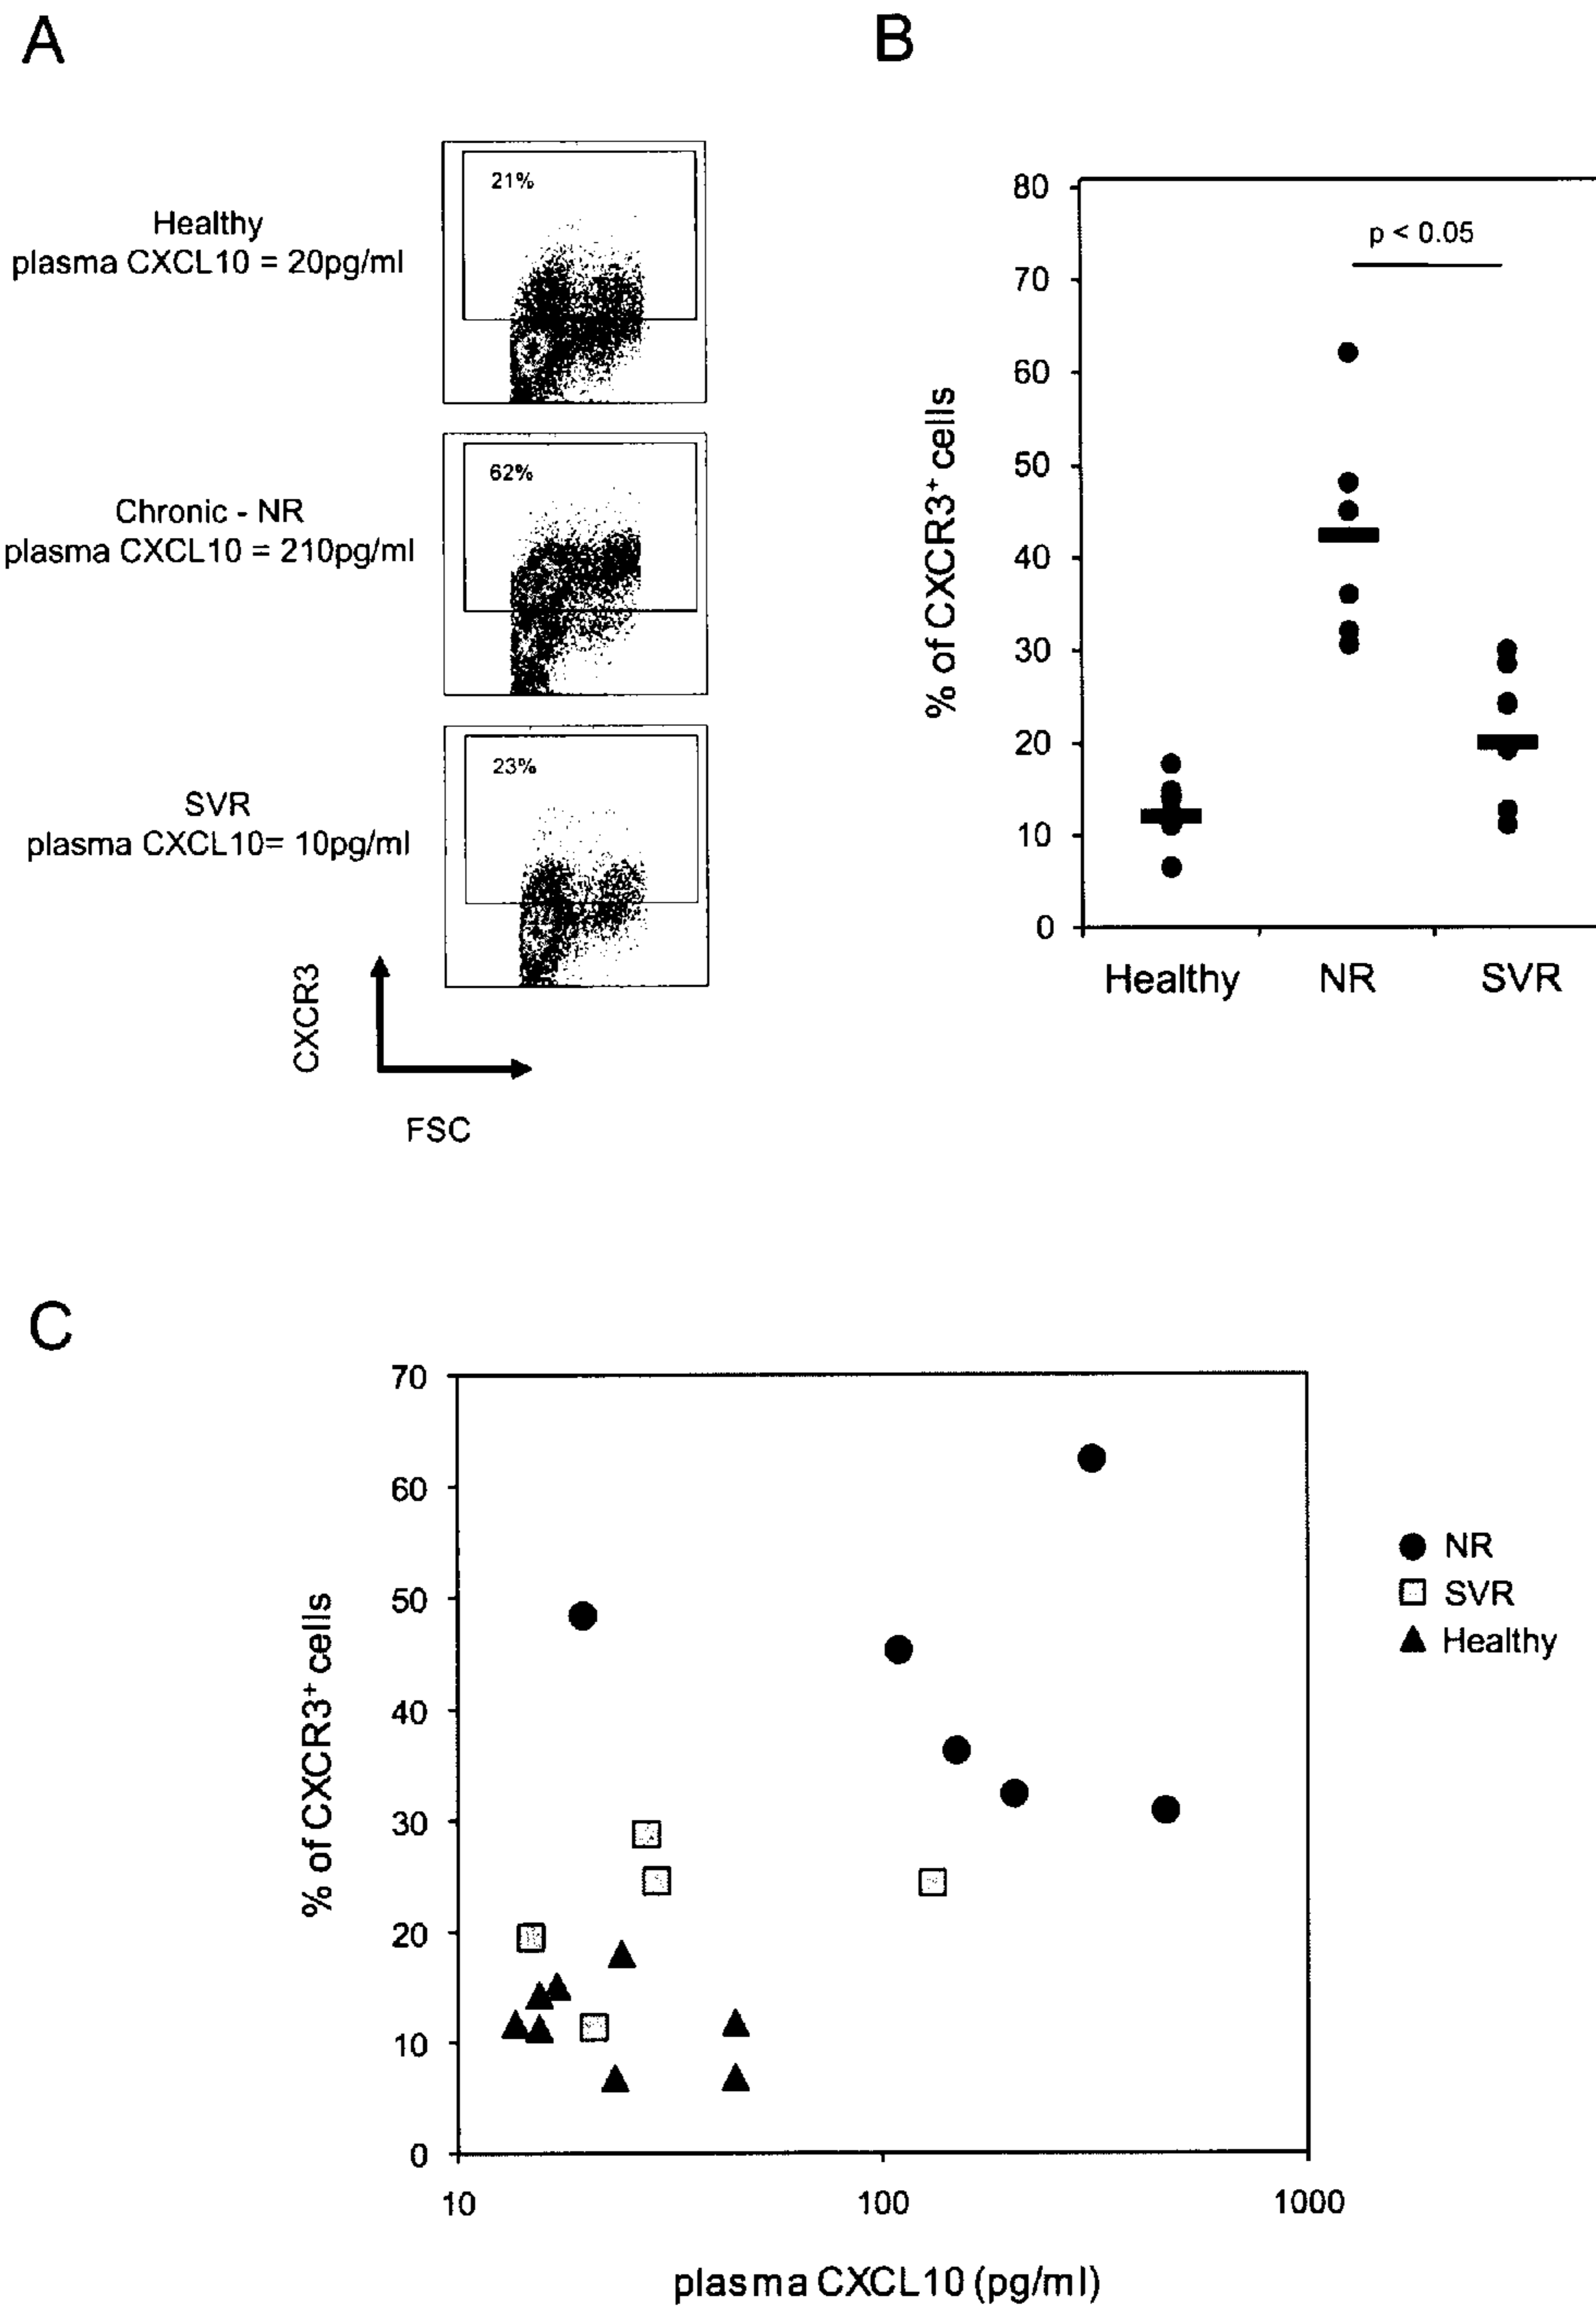 A
Healthy
plasma CXCL10 = 20pg/ml
21%
Chronic - NR
plasma CXCL10 = 210pg/ml
62%
SVR
plasma CXCL10= 10pg/ml
23%
CXCR3
FSC
B
% of CXCR3⁺ cells
80
70
60
50
40
30
20
10
0
p < 0.05
Healthy NR SVR
C
% of CXCR3⁺ cells
70
60
50
40
30
20
10
0
10 100 1000
plasma CXCL10 (pg/ml)
NR
SVR
Healthy